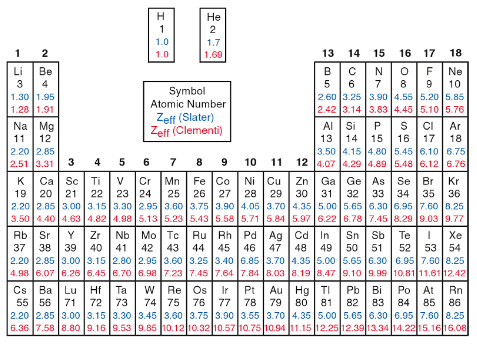 H He
1 2
1.0 1.7
1.0 1.69
1 2 13 14 15 16 17 18
Li Be B C N O F Ne
3 4 5 6 7 8 9 10
1.30 1.95 2.60 3.25 3.90 4.55 5.20 5.85
1.28 1.91 2.42 3.14 3.83 4.45 5.10 5.76
Symbol
Atomic Number
Zeff (Slater)
Zeff (Clementi)
Na Mg Al Si P S Cl Ar
11 12 13 14 15 16 17 18
2.20 2.85 3.50 4.15 4.80 5.45 6.10 6.75
2.51 3.31 3 4 5 6 7 8 9 10 11 12 4.07 4.29 4.89 5.48 6.12 6.76
K Ca Sc Ti V Cr Mn Fe Co Ni Cu Zn Ga Ge As Se Br Kr
19 20 21 22 23 24 25 26 27 28 29 30 31 32 33 34 35 36
2.20 2.85 3.00 3.15 3.30 2.95 3.60 3.75 3.90 4.05 3.70 4.35 5.00 5.65 6.30 6.95 7.60 8.25
3.50 4.40 4.63 4.82 4.98 5.13 5.23 5.43 5.58 5.71 5.84 5.97 6.22 6.78 7.45 8.29 9.03 9.77
Rb Sr Y Zr Nb Mo Tc Ru Rh Pd Ag Cd In Sn Sb Te I Xe
37 38 39 40 41 42 43 44 45 46 47 48 49 50 51 52 53 54
2.20 2.85 3.00 3.15 2.80 2.95 3.60 3.25 3.40 6.85 3.70 4.35 5.00 5.65 6.30 6.95 7.60 8.25
4.98 6.07 6.26 6.45 6.70 6.98 7.23 7.45 7.64 7.84 8.03 8.19 8.47 9.10 9.99 10.81 11.61 12.42
Cs Ba Lu Hf Ta W Re Os Ir Pt Au Hg Tl Pb Bi Po At Rn
55 56 71 72 73 74 75 76 77 78 79 80 81 82 83 84 85 86
2.20 2.85 3.00 3.15 3.30 3.45 3.60 3.75 3.90 3.55 3.70 4.35 5.00 5.65 6.30 6.95 7.60 8.25
6.36 7.58 8.80 9.16 9.53 9.85 10.12 10.32 10.57 10.75 10.94 11.15 12.25 12.39 13.34 14.22 15.16 16.08